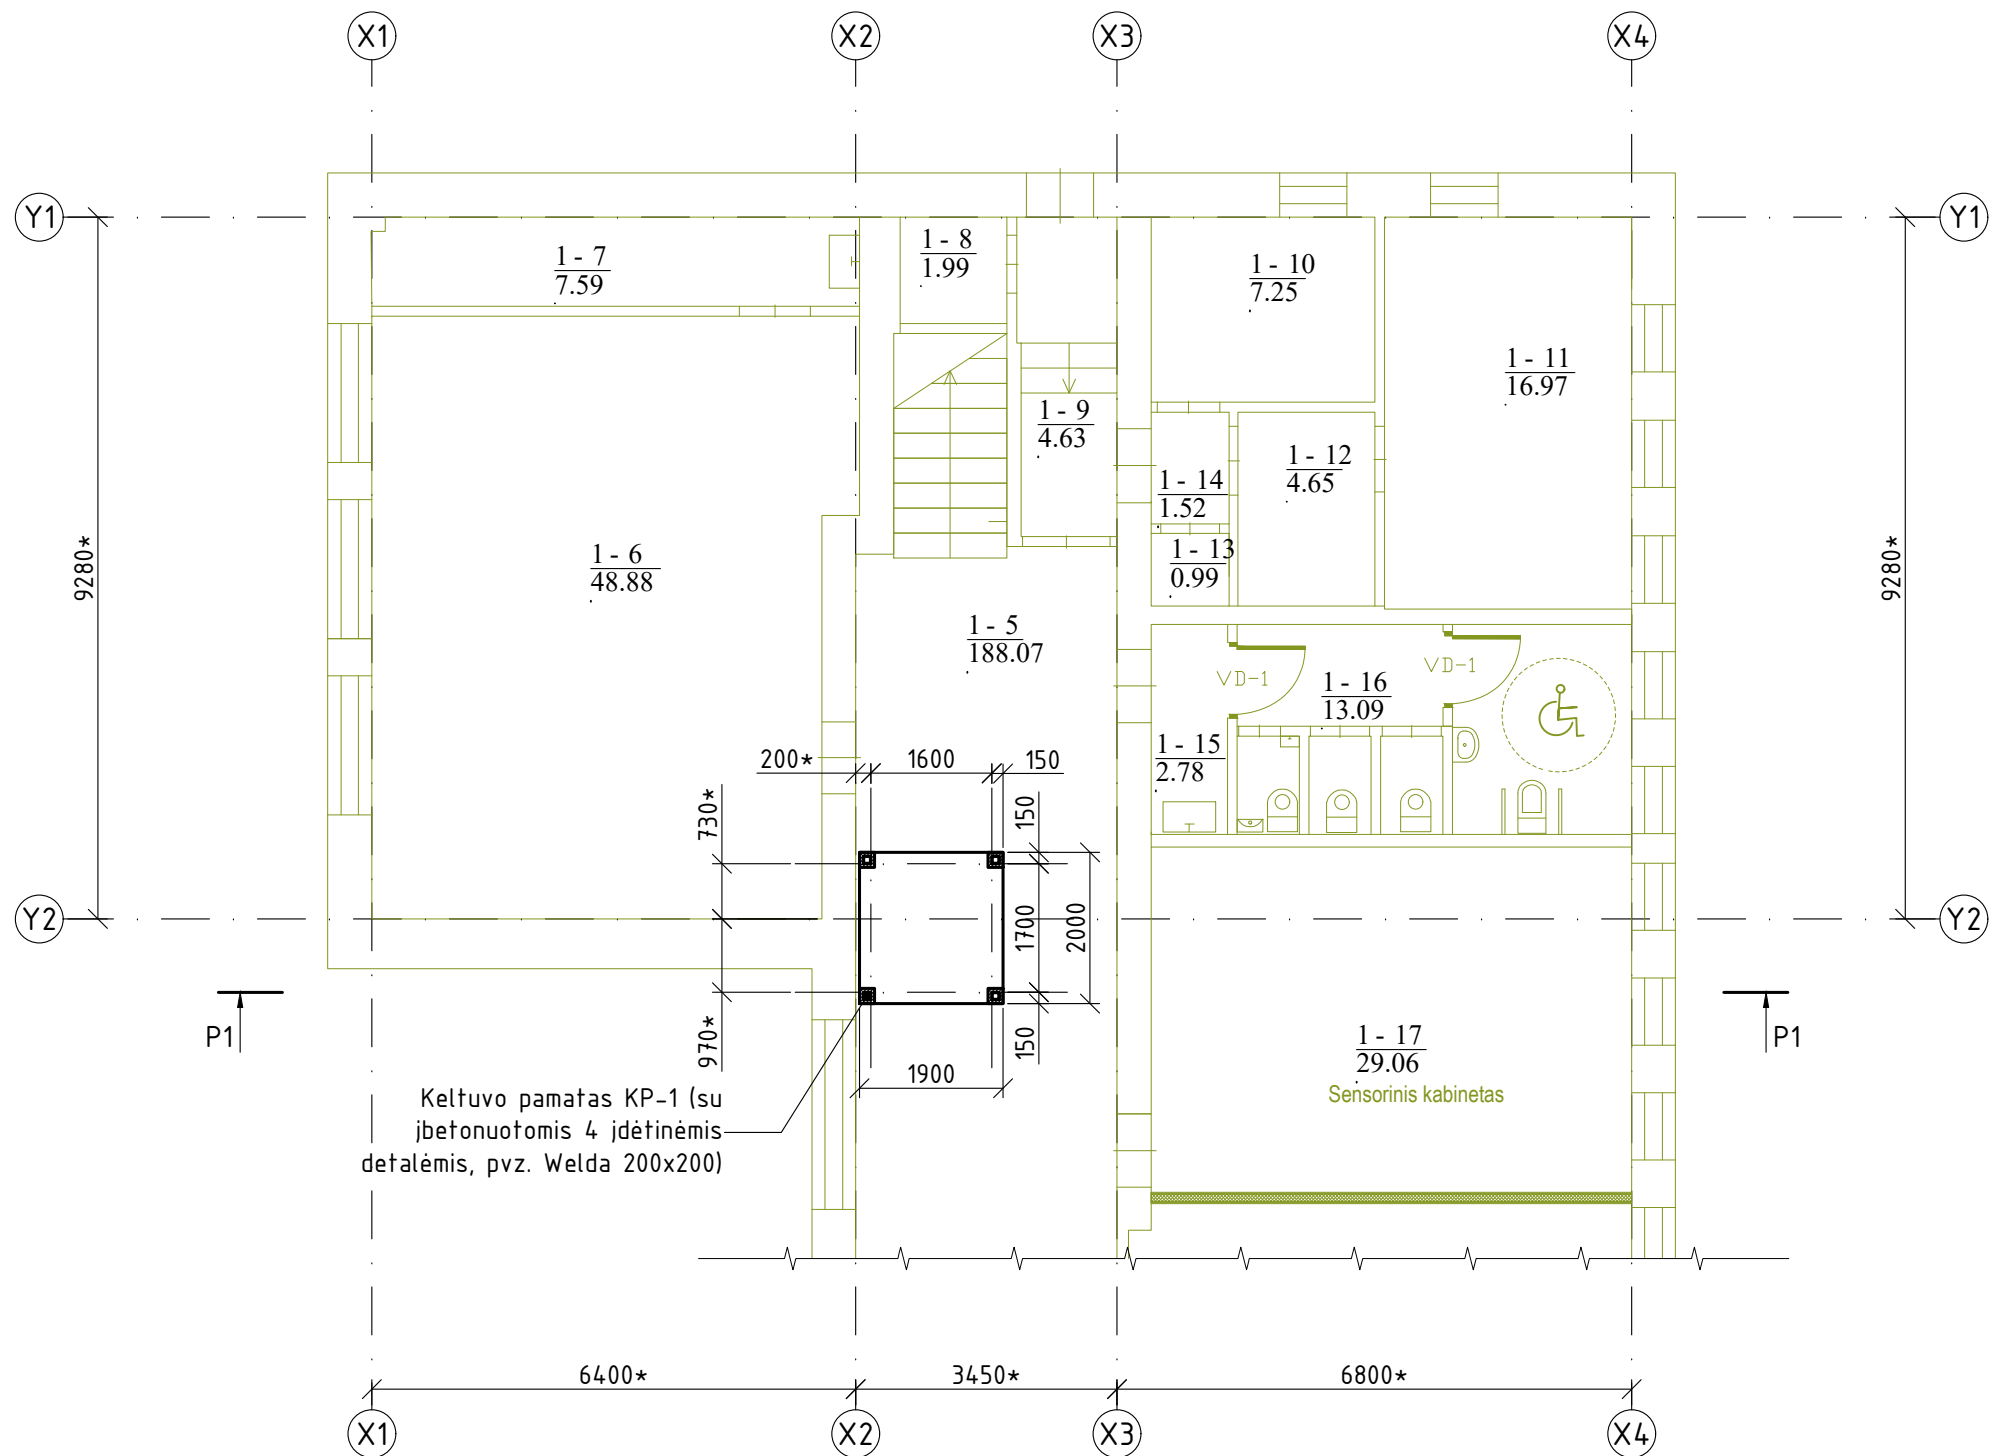 X1
X2
X3
X4
Y1
Y1
1 - 7
7.59
1 - 8
1.99
1 - 10
7.25
1 - 11
16.97
1 - 9
4.63
1 - 12
4.65
1 - 14
1.52
1 - 13
0.99
9280*
9280*
1 - 6
48.88
1 - 5
188.07
VD-1
VD-1
1 - 16
13.09
1 - 15
2.78
200*
1600
150
730*
150
1700
2000
Y2
Y2
970*
150
1900
P1
P1
1 - 17
29.06
Sensorinis kabinetas
Keltuvo pamatas KP-1 (su
įbetonuotomis 4 įdėtinėmis
detalėmis, pvz. Welda 200x200)
6400*
3450*
6800*
X1
X2
X3
X4